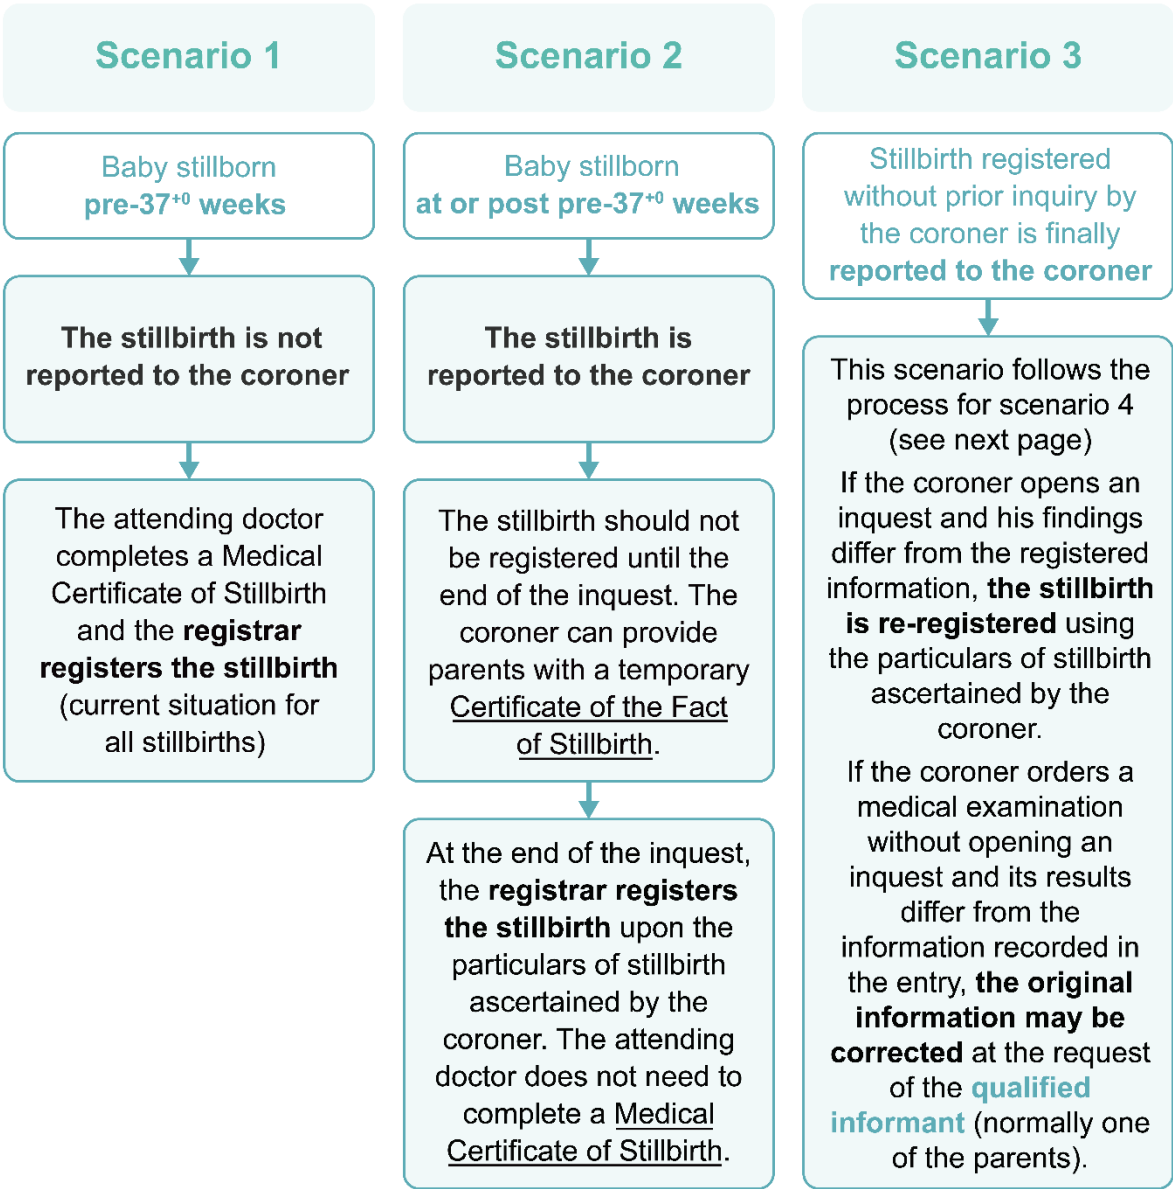 Scenario 1
Baby stillborn
pre-37⁺⁰ weeks
The stillbirth is not
reported to the coroner
The attending doctor
completes a Medical
Certificate of Stillbirth
and the registrar
registers the stillbirth
(current situation for
all stillbirths)
Scenario 2
Baby stillborn
at or post pre-37⁺⁰ weeks
The stillbirth is
reported to the coroner
The stillbirth should not
be registered until the
end of the inquest. The
coroner can provide
parents with a temporary
Certificate of the Fact
of Stillbirth.
At the end of the inquest,
the registrar registers
the stillbirth upon the
particulars of stillbirth
ascertained by the
coroner. The attending
doctor does not need to
complete a Medical
Certificate of Stillbirth.
Scenario 3
Stillbirth registered
without prior inquiry by
the coroner is finally
reported to the coroner
This scenario follows the
process for scenario 4
(see next page)
If the coroner opens an
inquest and his findings
differ from the registered
information, the stillbirth
is re-registered using
the particulars of stillbirth
ascertained by the
coroner.
If the coroner orders a
medical examination
without opening an
inquest and its results
differ from the
information recorded in
the entry, the original
information may be
corrected at the request
of the qualified
informant (normally one
of the parents).